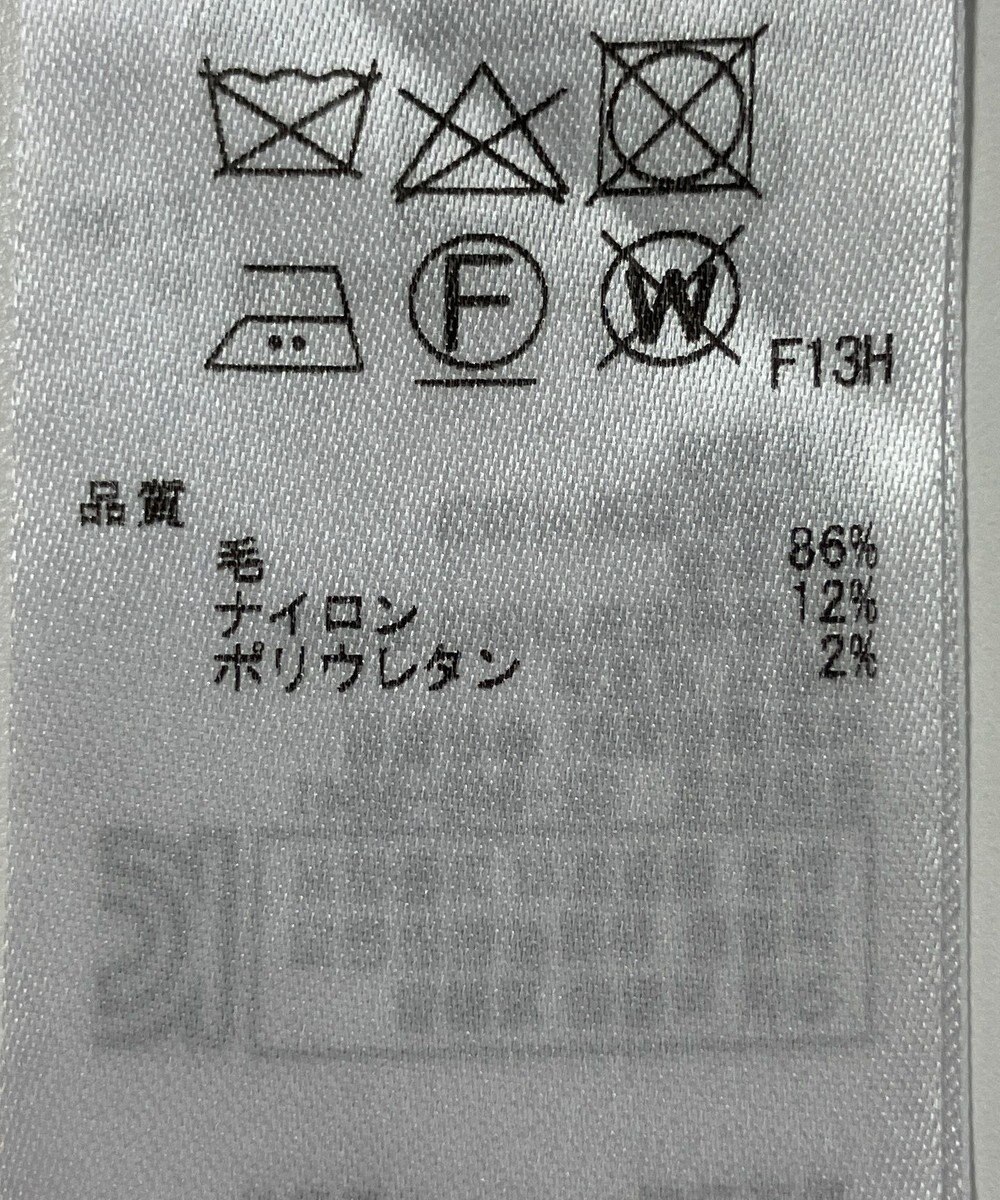 F W F13H
品質
毛 86%
ナイロン 12%
ポリウレタン 2%